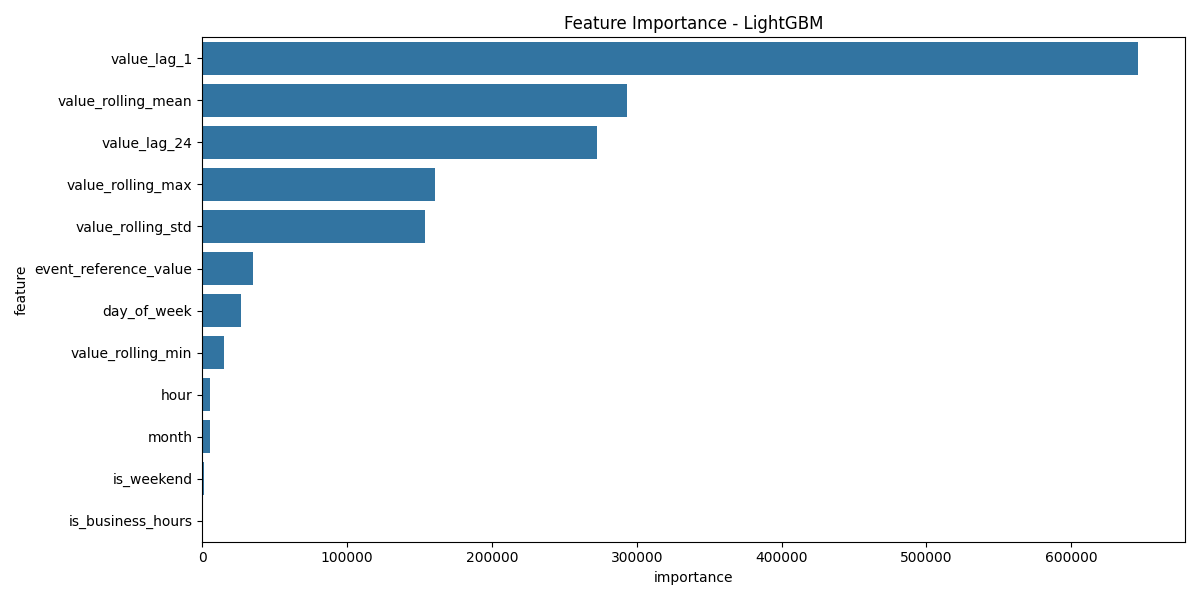 Feature Importance - LightGBM
feature
value_lag_1
value_rolling_mean
value_lag_24
value_rolling_max
value_rolling_std
event_reference_value
day_of_week
value_rolling_min
hour
month
is_weekend
is_business_hours
0 100000 200000 300000 400000 500000 600000
importance